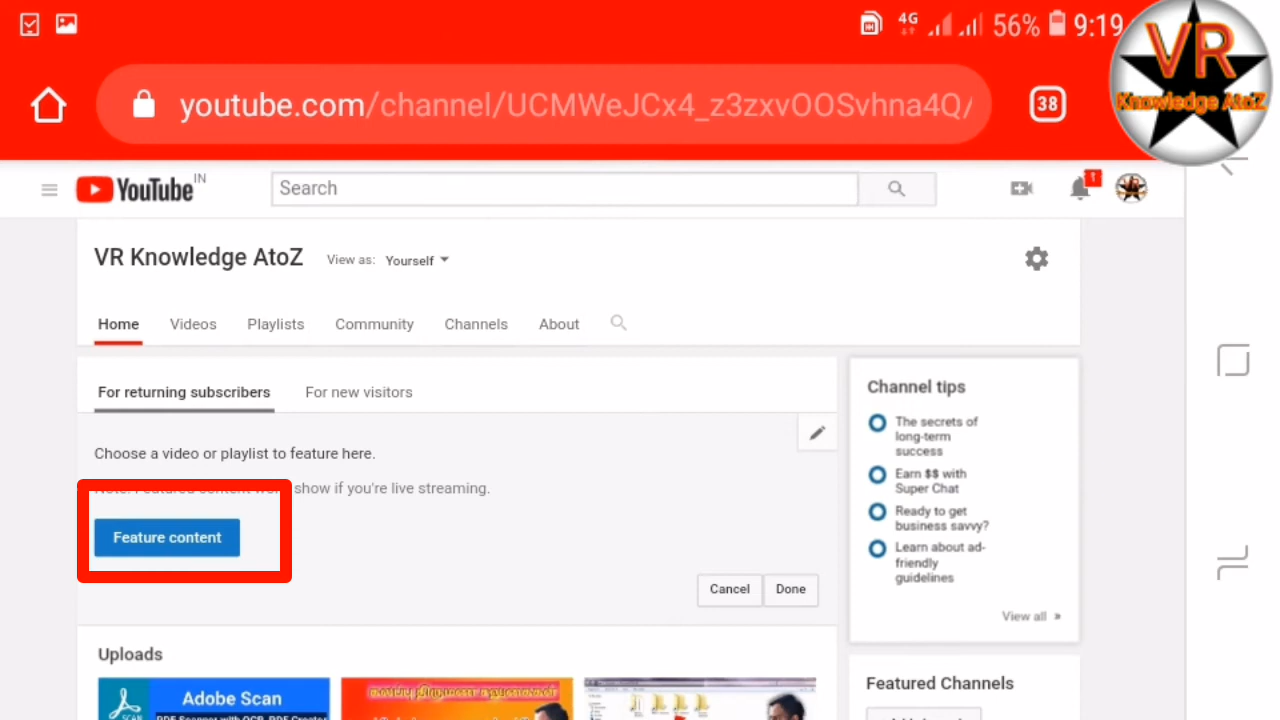 4G 56% 9:19
VR
Knowledge AtoZ
youtube.com/channel/UCMWeJCx4_z3zxvOOSvhna4Q/
38
YouTube IN
Search
1
VR Knowledge AtoZ View as: Yourself
Home Videos Playlists Community Channels About
For returning subscribers For new visitors
Choose a video or playlist to feature here.
show if you're live streaming.
Feature content
Cancel Done
Channel tips
The secrets of
long-term
success
Earn $$ with
Super Chat
Ready to get
business savvy?
Learn about ad-
friendly
guidelines
View all »
Uploads
Adobe Scan
Featured Channels